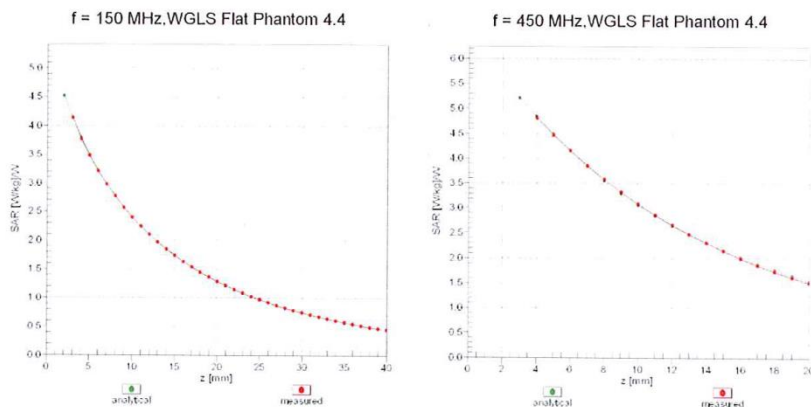 f = 150 MHz,WGLS Flat Phantom 4.4
SAR [W/kg]/W
5.0
4.5
4.0
3.5
3.0
2.5
2.0
1.5
1.0
0.5
0.0
0 5 10 15 20 25 30 35 40
z [mm]
analytical measured
f = 450 MHz,WGLS Flat Phantom 4.4
SAR [W/kg]/W
6.0
5.5
5.0
4.5
4.0
3.5
3.0
2.5
2.0
1.5
1.0
0.5
0.0
0 2 4 6 8 10 12 14 16 18 20
z [mm]
analytical measured